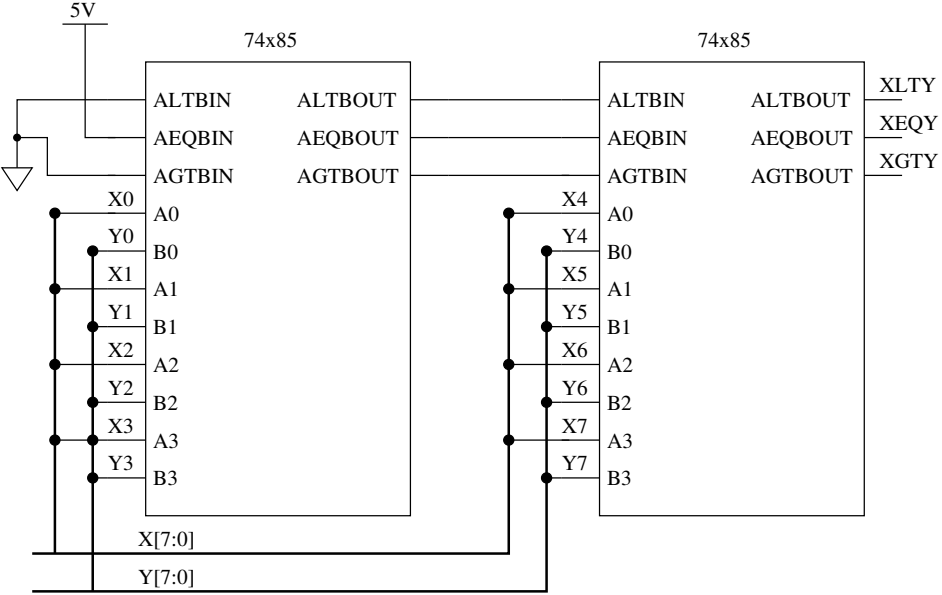 5V
74x85 74x85
ALTBIN ALTBOUT ALTBIN ALTBOUT XLTY
AEQBIN AEQBOUT AEQBIN AEQBOUT XEQY
AGTBIN AGTBOUT AGTBIN AGTBOUT XGTY
X0 A0 X4 A0
Y0 B0 Y4 B0
X1 A1 X5 A1
Y1 B1 Y5 B1
X2 A2 X6 A2
Y2 B2 Y6 B2
X3 A3 X7 A3
Y3 B3 Y7 B3
X[7:0]
Y[7:0]